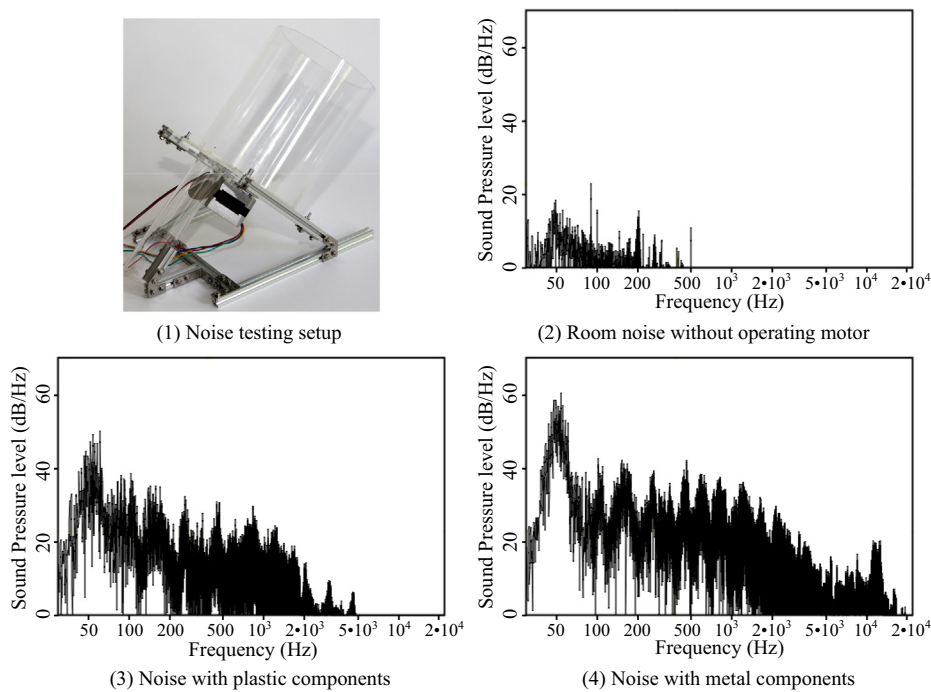 60
40
20
0
Sound Pressure level (dB/Hz)
50 100 200 500 10³ 2•10³ 5•10³ 10⁴ 2•10⁴
Frequency (Hz)
(1) Noise testing setup
(2) Room noise without operating motor
60
40
20
0
Sound Pressure level (dB/Hz)
50 100 200 500 10³ 2•10³ 5•10³ 10⁴ 2•10⁴
Frequency (Hz)
(3) Noise with plastic components
60
40
20
0
Sound Pressure level (dB/Hz)
50 100 200 500 10³ 2•10³ 5•10³ 10⁴ 2•10⁴
Frequency (Hz)
(4) Noise with metal components